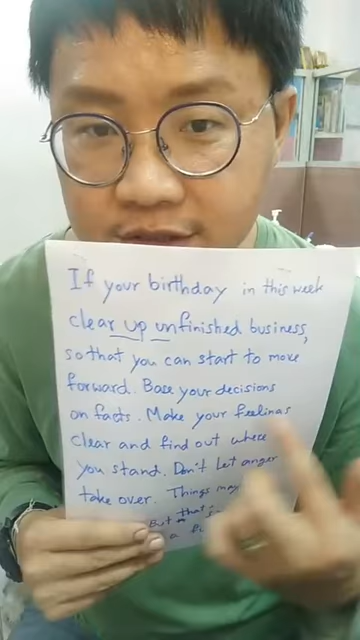 If your birthday in this week
clear up unfinished business,
so that you can start to move
forward. Base your decisions
on facts. Make your feelings
clear and find out where
you stand. Don't let anger
take over. Things may
But that's
a